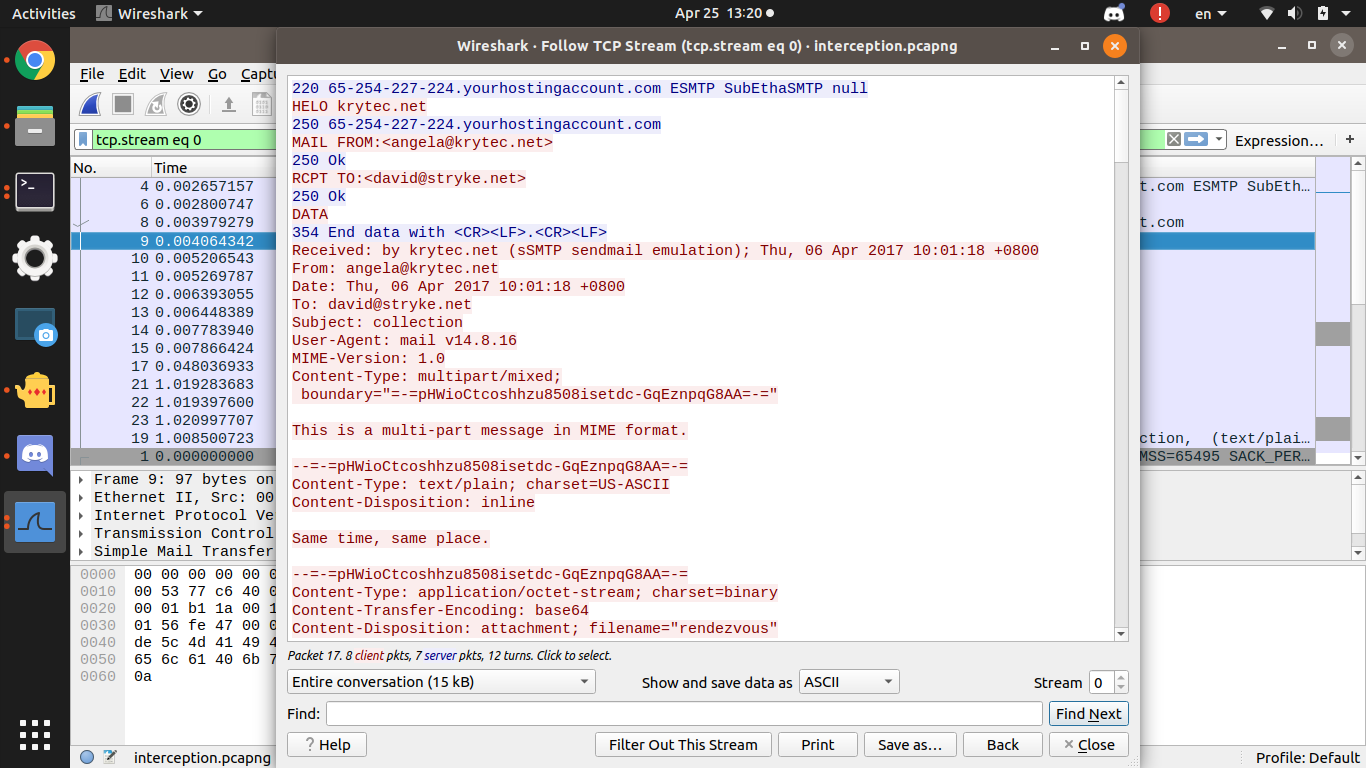 Activities Wireshark Apr 25 13:20 en
Wireshark · Follow TCP Stream (tcp.stream eq 0) · interception.pcapng
File Edit View Go Captu
tcp.stream eq 0
Expression… +
No. Time
4 0.002657157
6 0.002800747
8 0.003979279
9 0.004064342
10 0.005206543
11 0.005269787
12 0.006393055
13 0.006448389
14 0.007783940
15 0.007866424
17 0.048036933
21 1.019283683
22 1.019397600
23 1.020997707
19 1.008500723
1 0.000000000
t.com ESMTP SubEth…
t.com
ction, (text/plai…
MSS=65495 SACK_PER…
Frame 9: 97 bytes on
Ethernet II, Src: 00
Internet Protocol Ve
Transmission Control
Simple Mail Transfer
0000 00 00 00 00 00 0
0010 00 53 77 c6 40 0
0020 00 01 b1 1a 00 1
0030 01 56 fe 47 00 0
0040 de 5c 4d 41 49 4
0050 65 6c 61 40 6b 7
0060 0a
220 65-254-227-224.yourhostingaccount.com ESMTP SubEthaSMTP null
HELO krytec.net
250 65-254-227-224.yourhostingaccount.com
MAIL FROM:<angela@krytec.net>
250 Ok
RCPT TO:<david@stryke.net>
250 Ok
DATA
354 End data with <CR><LF>.<CR><LF>
Received: by krytec.net (sSMTP sendmail emulation); Thu, 06 Apr 2017 10:01:18 +0800
From: angela@krytec.net
Date: Thu, 06 Apr 2017 10:01:18 +0800
To: david@stryke.net
Subject: collection
User-Agent: mail v14.8.16
MIME-Version: 1.0
Content-Type: multipart/mixed;
boundary="=-=pHWioCtcoshhzu8508isetdc-GqEznpqG8AA=-="
This is a multi-part message in MIME format.
--=-=pHWioCtcoshhzu8508isetdc-GqEznpqG8AA=-=
Content-Type: text/plain; charset=US-ASCII
Content-Disposition: inline
Same time, same place.
--=-=pHWioCtcoshhzu8508isetdc-GqEznpqG8AA=-=
Content-Type: application/octet-stream; charset=binary
Content-Transfer-Encoding: base64
Content-Disposition: attachment; filename="rendezvous"
Packet 17. 8 client pkts, 7 server pkts, 12 turns. Click to select.
Entire conversation (15 kB) Show and save data as ASCII Stream 0
Find: Find Next
? Help Filter Out This Stream Print Save as… Back Close
interception.pcapng Profile: Default